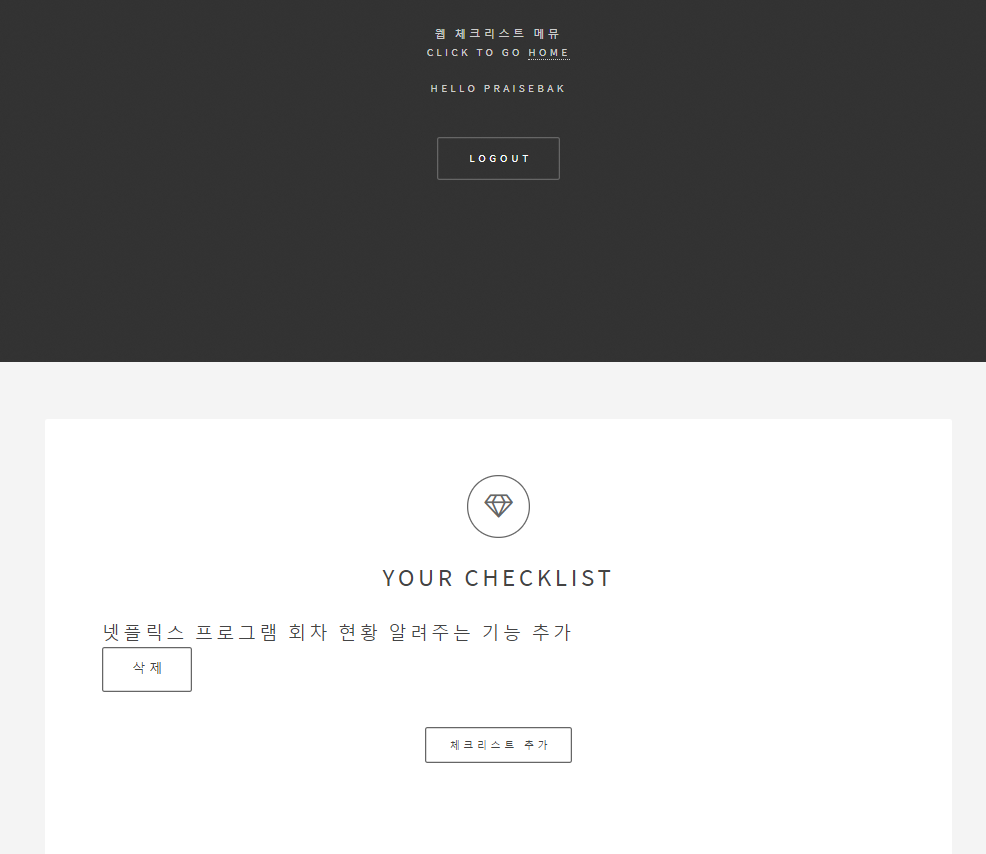 웹 체크리스트 메뮤
CLICK TO GO HOME
HELLO PRAISEBAK
LOGOUT
YOUR CHECKLIST
넷플릭스 프로그램 회차 현황 알려주는 기능 추가
삭제
체크리스트 추가